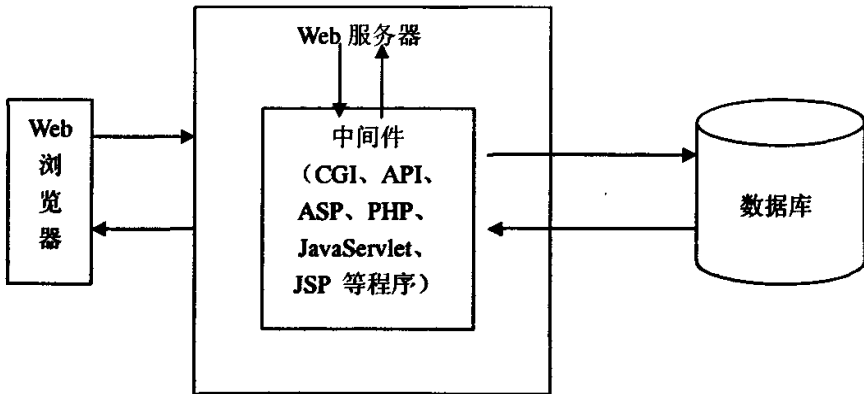 Web 服务器
Web
浏
览
器
中间件
（CGI、API、
ASP、PHP、
JavaServlet、
JSP 等程序）
数据库